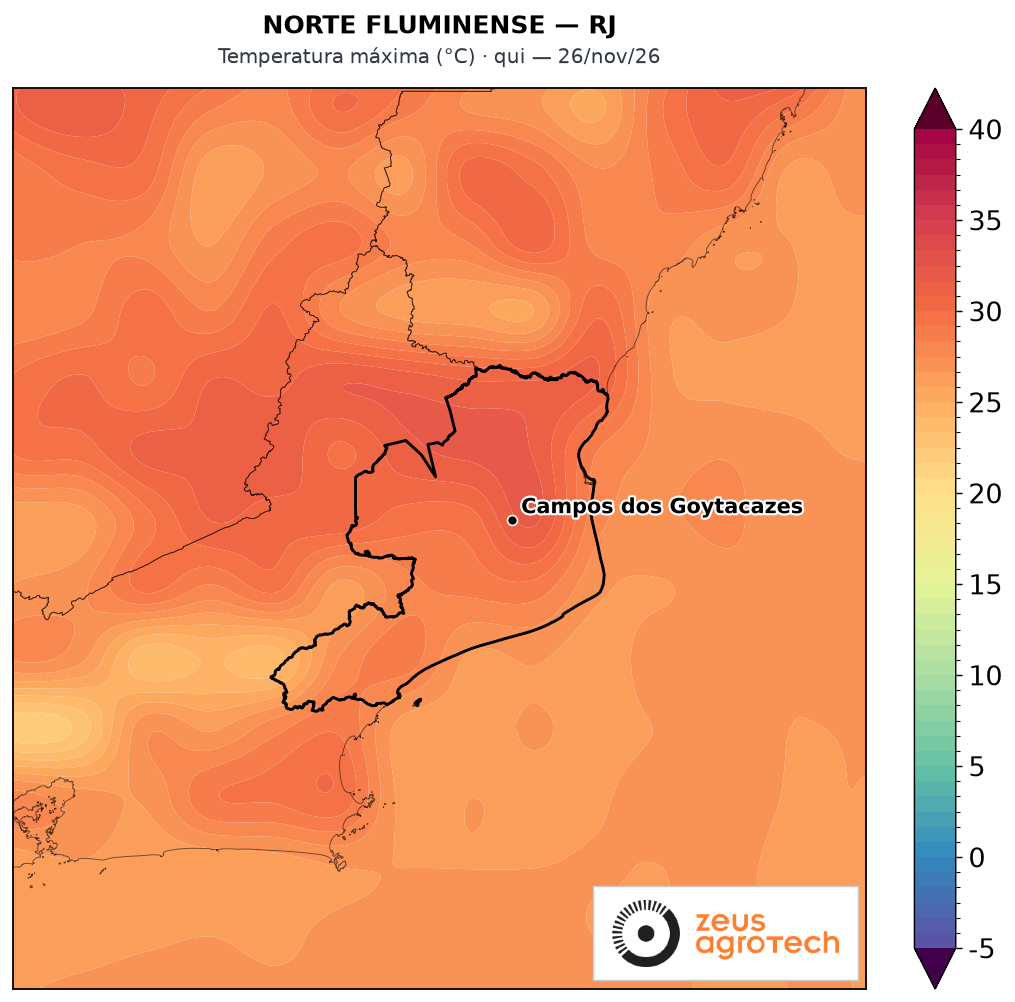 NORTE FLUMINENSE — RJ
Temperatura máxima (°C) · qui — 26/nov/26
40
35
30
25
20
15
10
5
0
-5
Campos dos Goytacazes
zeus
agrotech